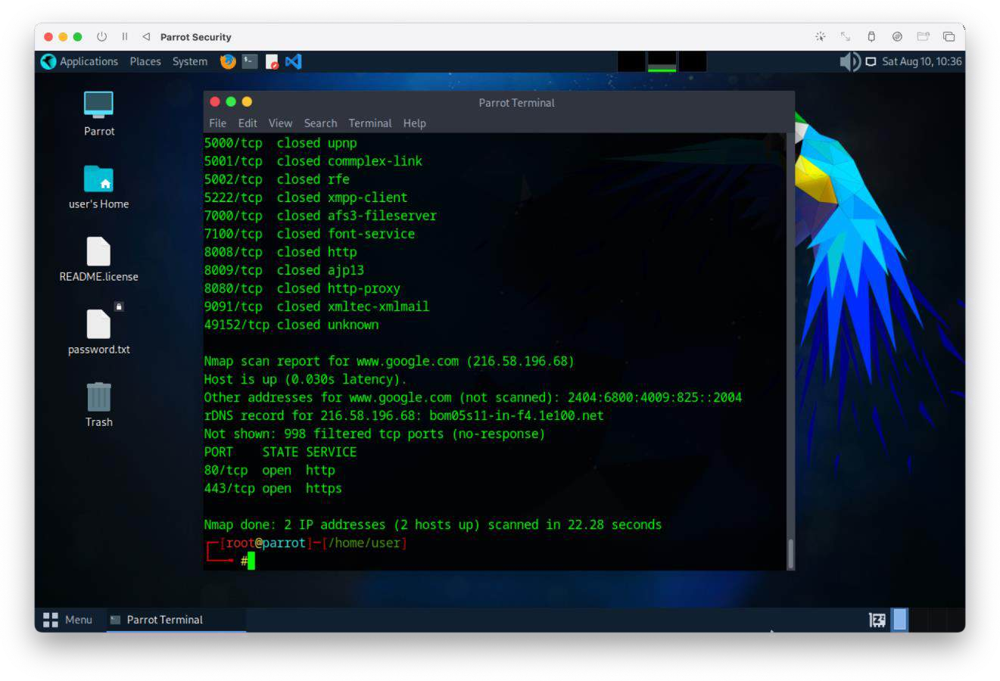 Parrot Security
Applications Places System
Sat Aug 10, 10:36
Parrot
user's Home
README.license
password.txt
Trash
Parrot Terminal
File Edit View Search Terminal Help
5000/tcp closed upnp
5001/tcp closed commplex-link
5002/tcp closed rfe
5222/tcp closed xmpp-client
7000/tcp closed afs3-fileserver
7100/tcp closed font-service
8008/tcp closed http
8009/tcp closed ajp13
8080/tcp closed http-proxy
9091/tcp closed xmltec-xmlmail
49152/tcp closed unknown
Nmap scan report for www.google.com (216.58.196.68)
Host is up (0.030s latency).
Other addresses for www.google.com (not scanned): 2404:6800:4009:825::2004
rDNS record for 216.58.196.68: bom05s11-in-f4.1e100.net
Not shown: 998 filtered tcp ports (no-response)
PORT STATE SERVICE
80/tcp open http
443/tcp open https
Nmap done: 2 IP addresses (2 hosts up) scanned in 22.28 seconds
┌─[root@parrot]─[/home/user]
└──╼ #
Menu Parrot Terminal